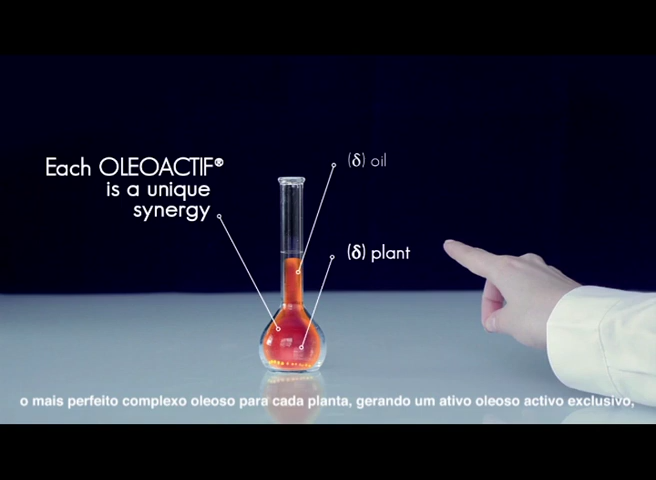 Each OLEOACTIF®
is a unique
synergy
(δ) oil
(δ) plant
o mais perfeito complexo oleoso para cada planta, gerando um ativo oleoso activo exclusivo,